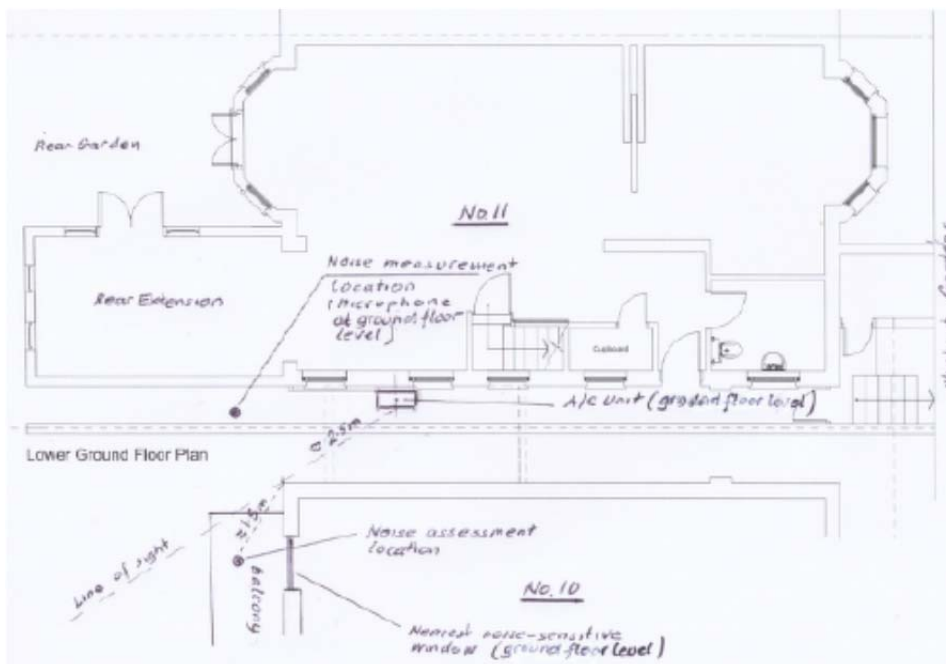 Rear Garden
No.11
Noise measurement
location
(microphone
at ground floor
level)
Rear Extension
Cupboard
A/C Unit (ground floor level)
Lower Ground Floor Plan
Noise assessment
location
Line of sight
balcony
No.10
Nearest noise-sensitive
window (ground floor level)